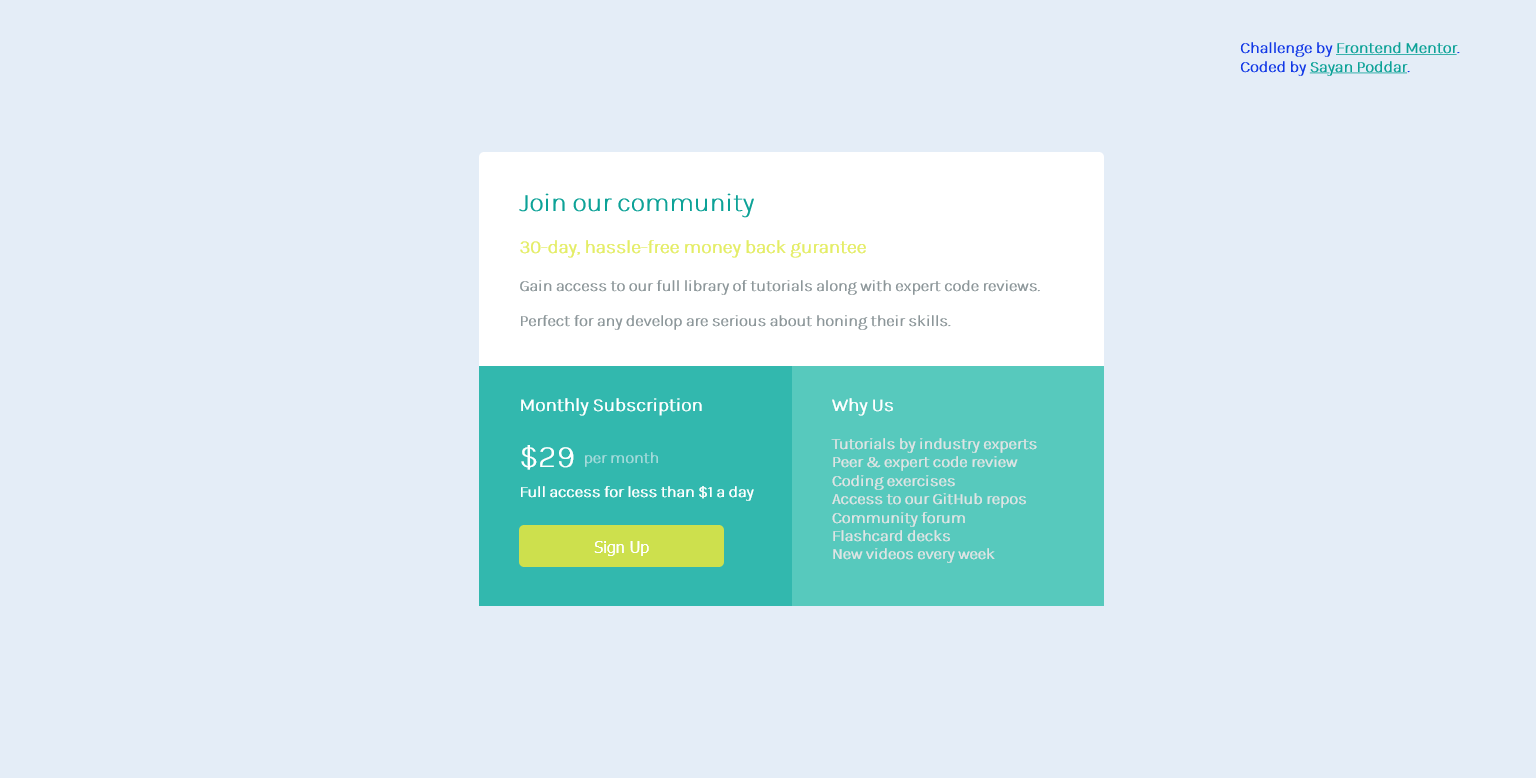 Challenge by Frontend Mentor.
Coded by Sayan Poddar.
Join our community
30-day, hassle-free money back gurantee
Gain access to our full library of tutorials along with expert code reviews.
Perfect for any develop are serious about honing their skills.
Monthly Subscription
$29 per month
Full access for less than $1 a day
Sign Up
Why Us
Tutorials by industry experts
Peer & expert code review
Coding exercises
Access to our GitHub repos
Community forum
Flashcard decks
New videos every week